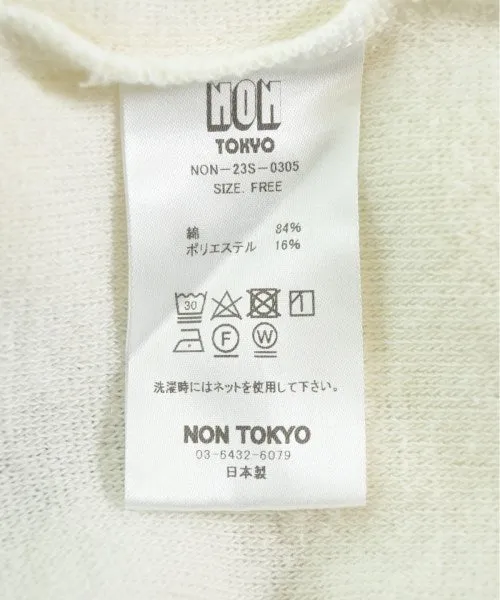 NON
TOKYO
NON-23S-0305
SIZE. FREE
綿 84%
ポリエステル 16%
30
F W
洗濯時にはネットを使用して下さい。
NON TOKYO
03-6432-6079
日本製